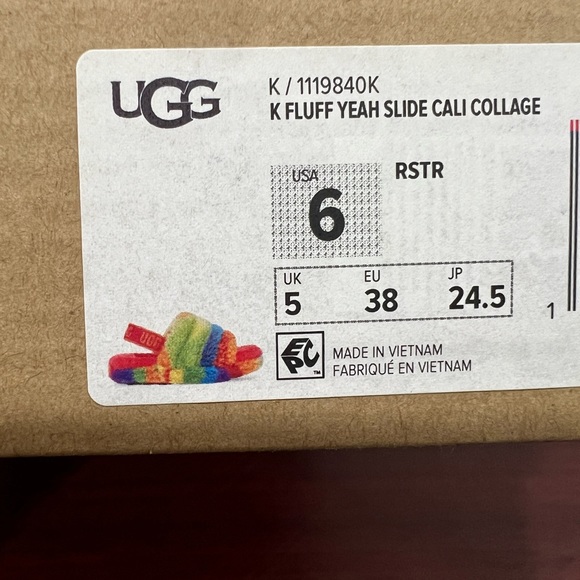 UGG
K / 1119840K
K FLUFF YEAH SLIDE CALI COLLAGE
USA
6
RSTR
UK EU JP
5 38 24.5
EPC™
MADE IN VIETNAM
FABRIQUÉ EN VIETNAM
1